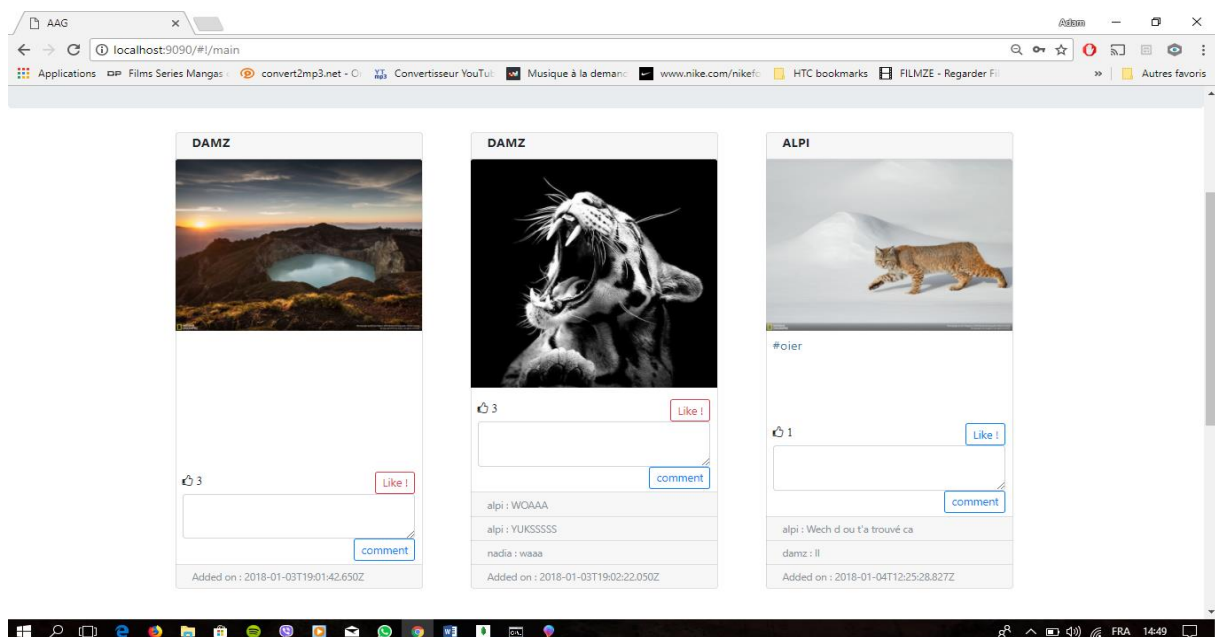 AAG
Adam
localhost:9090/#!/main
Applications
Films Series Mangas
convert2mp3.net - O
Convertisseur YouTub
Musique à la demand
www.nike.com/nikefo
HTC bookmarks
FILMZE - Regarder Fil
»
Autres favoris
DAMZ
3
Like !
comment
Added on : 2018-01-03T19:01:42.650Z
DAMZ
3
Like !
comment
alpi : WOAAA
alpi : YUKSSSSS
nadia : waaa
Added on : 2018-01-03T19:02:22.050Z
ALPI
#oier
1
Like !
comment
alpi : Wech d ou t'a trouvé ca
damz : ll
Added on : 2018-01-04T12:25:28.827Z
FRA 14:49